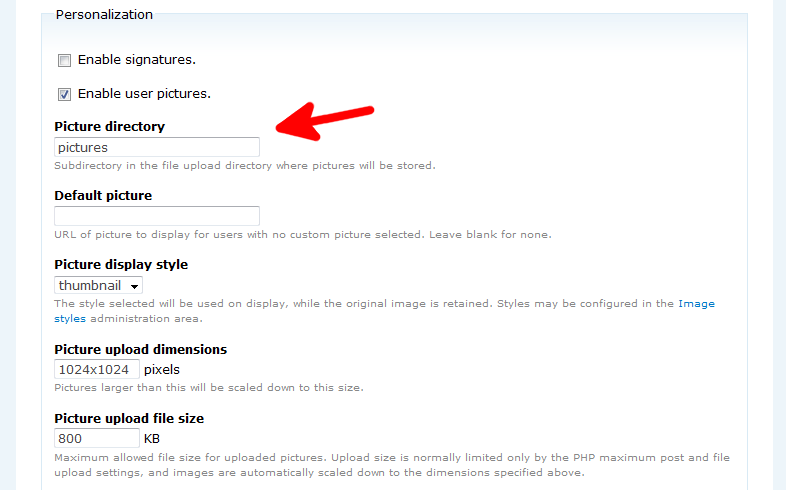 Personalization
Enable signatures.
Enable user pictures.
Picture directory
pictures
Subdirectory in the file upload directory where pictures will be stored.
Default picture
URL of picture to display for users with no custom picture selected. Leave blank for none.
Picture display style
thumbnail
The style selected will be used on display, while the original image is retained. Styles may be configured in the Image
styles administration area.
Picture upload dimensions
1024x1024 pixels
Pictures larger than this will be scaled down to this size.
Picture upload file size
800 KB
Maximum allowed file size for uploaded pictures. Upload size is normally limited only by the PHP maximum post and file
upload settings, and images are automatically scaled down to the dimensions specified above.